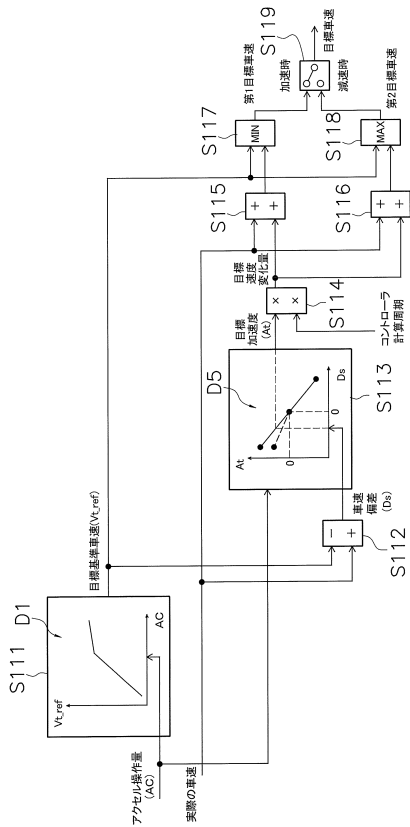 S111
D1
Vt_ref
AC
アクセル操作量
(AC)
実際の車速
目標基準車速(Vt_ref)
S112
−
+
車速
偏差
(Ds)
S113
D5
At
0
0
Ds
目標
加速度
(At)
S114
×
×
コントローラ
計算周期
目標
速度
変化量
S115
+
+
S116
+
+
S117
MIN
第1目標車速
S118
MAX
第2目標車速
S119
加速時
減速時
目標車速